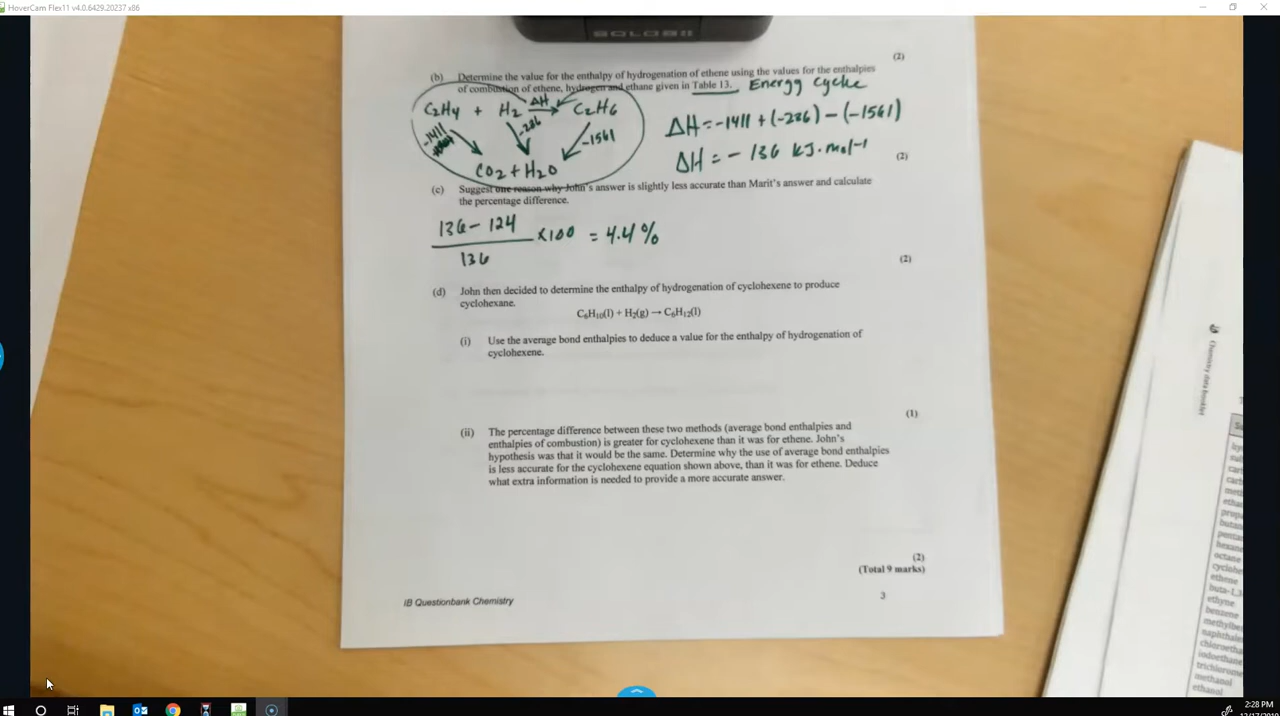 HoverCam Flex11 v4.0.6429.20237 x86
SOLO8
(2)
(b) Determine the value for the enthalpy of hydrogenation of ethene using the values for the enthalpies
of combustion of ethene, hydrogen and ethane given in Table 13. Energy Cycle
C2H4 + H2 ΔH C2H6
-1411 -286 -1561
CO2 + H2O
ΔH = -1411 + (-286) - (-1561)
ΔH = - 136 kJ·mol-1
(2)
(c) Suggest one reason why John's answer is slightly less accurate than Marit's answer and calculate
the percentage difference.
136 - 124
136
×100 = 4.4%
(2)
(d) John then decided to determine the enthalpy of hydrogenation of cyclohexene to produce
cyclohexane.
C6H10(l) + H2(g) → C6H12(l)
(i) Use the average bond enthalpies to deduce a value for the enthalpy of hydrogenation of
cyclohexene.
(1)
(ii) The percentage difference between these two methods (average bond enthalpies and
enthalpies of combustion) is greater for cyclohexene than it was for ethene. John's
hypothesis was that it would be the same. Determine why the use of average bond enthalpies
is less accurate for the cyclohexene equation shown above, than it was for ethene. Deduce
what extra information is needed to provide a more accurate answer.
(2)
(Total 9 marks)
IB Questionbank Chemistry
3
Chemistry data booklet
2:28 PM